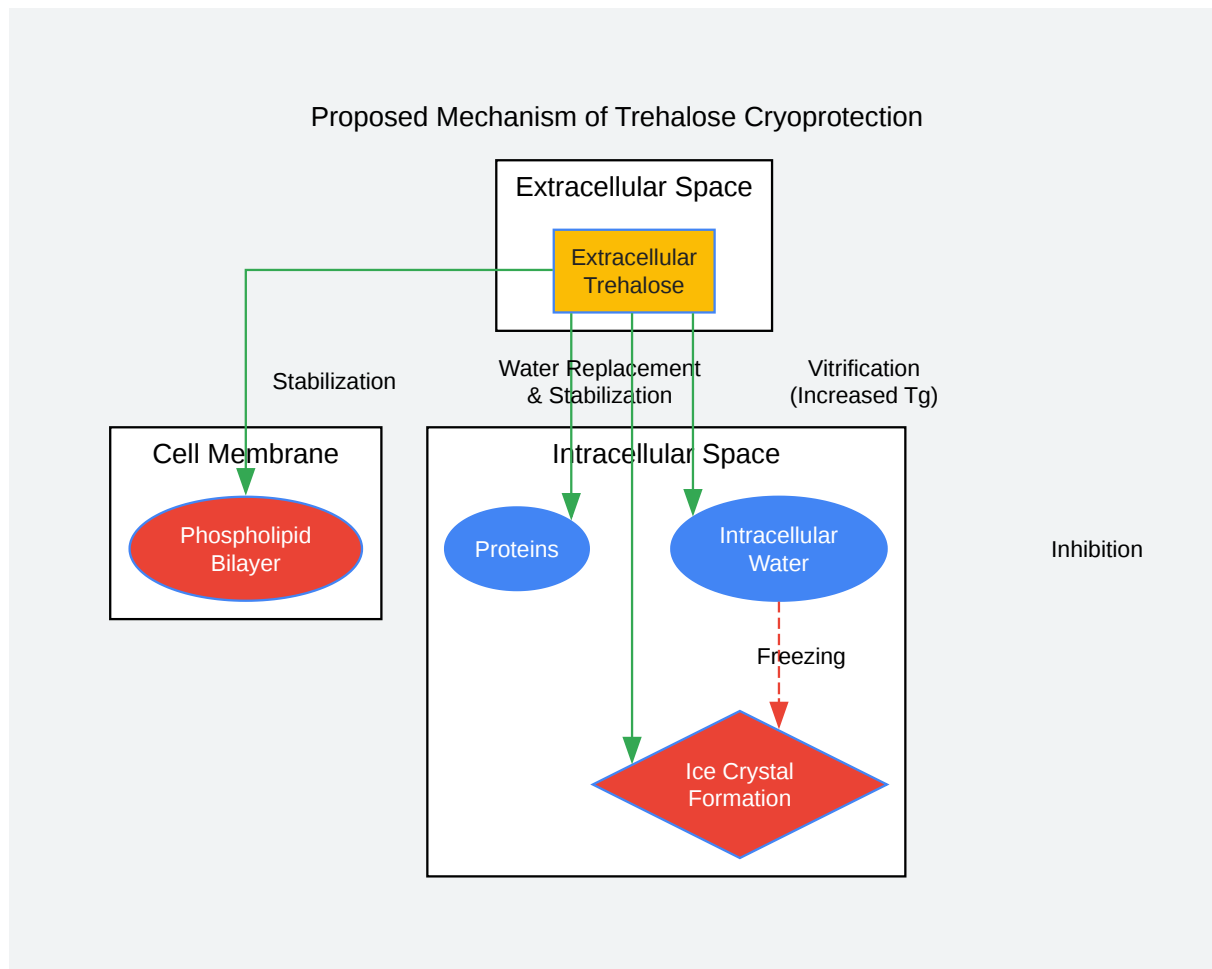 Proposed Mechanism of Trehalose Cryoprotection
Extracellular Space
Extracellular
Trehalose
Stabilization
Water Replacement
& Stabilization
Vitrification
(Increased Tg)
Cell Membrane
Phospholipid
Bilayer
Intracellular Space
Proteins
Intracellular
Water
Inhibition
Freezing
Ice Crystal
Formation